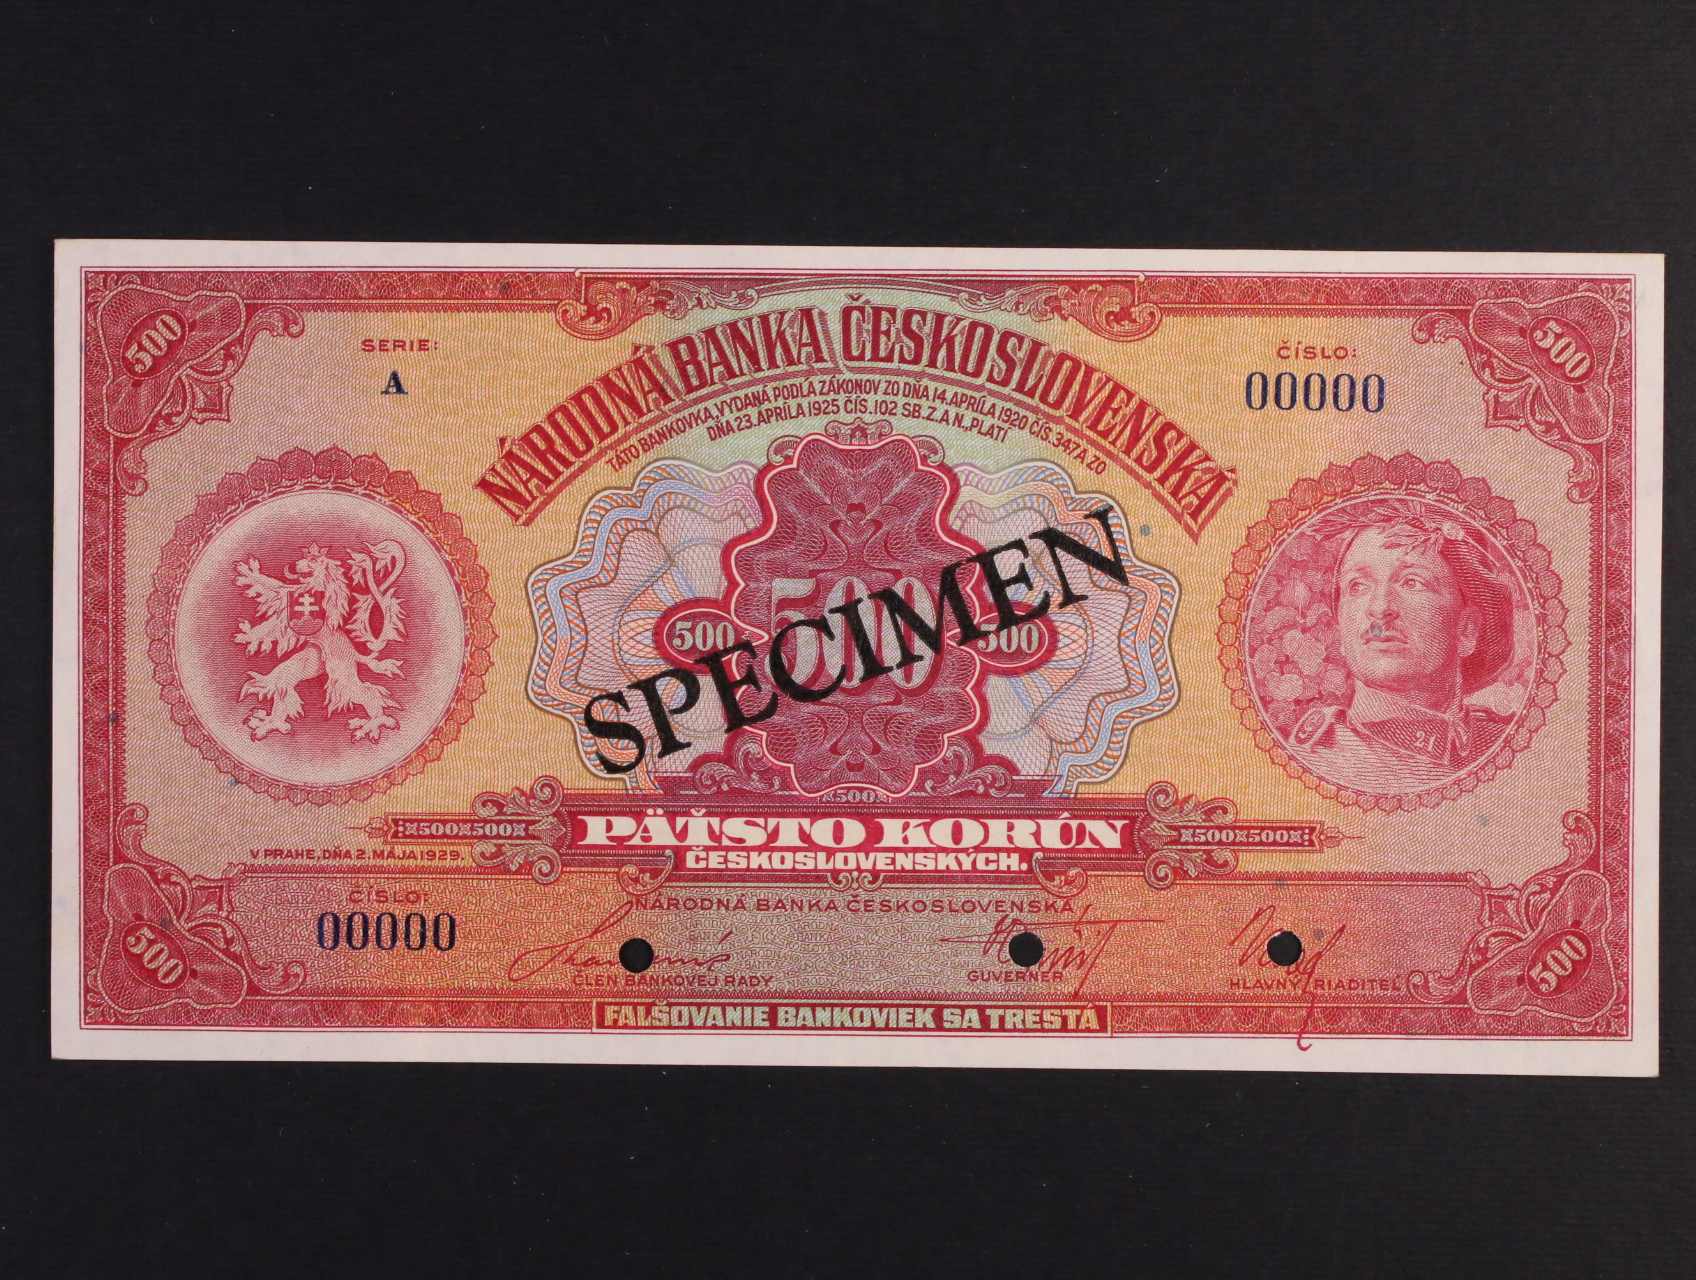 500
500
SERIE:
A
ČÍSLO:
00000
NÁRODNÁ BANKA ČESKOSLOVENSKÁ
TÁTO BANKOVKA, VYDANÁ PODĽA ZÁKONOV ZO DŇA 14. APRÍLA 1920 ČÍS. 347 A ZO
DŇA 23. APRÍLA 1925 ČÍS. 102 SB. Z. A N., PLATÍ
500
500
500
SPECIMEN
21
500
PÄŤSTO KORÚN
ČESKOSLOVENSKÝCH.
¤500¤500¤
¤500¤500¤
V PRAHE, DŇA 2. MÁJA 1929.
ČÍSLO:
00000
NÁRODNÁ BANKA ČESKOSLOVENSKÁ
ČLEN BANKOVEJ RADY
GUVERNER
HLAVNÝ RIADITEĽ
500
500
FALŠOVANIE BANKOVIEK SA TRESTÁ